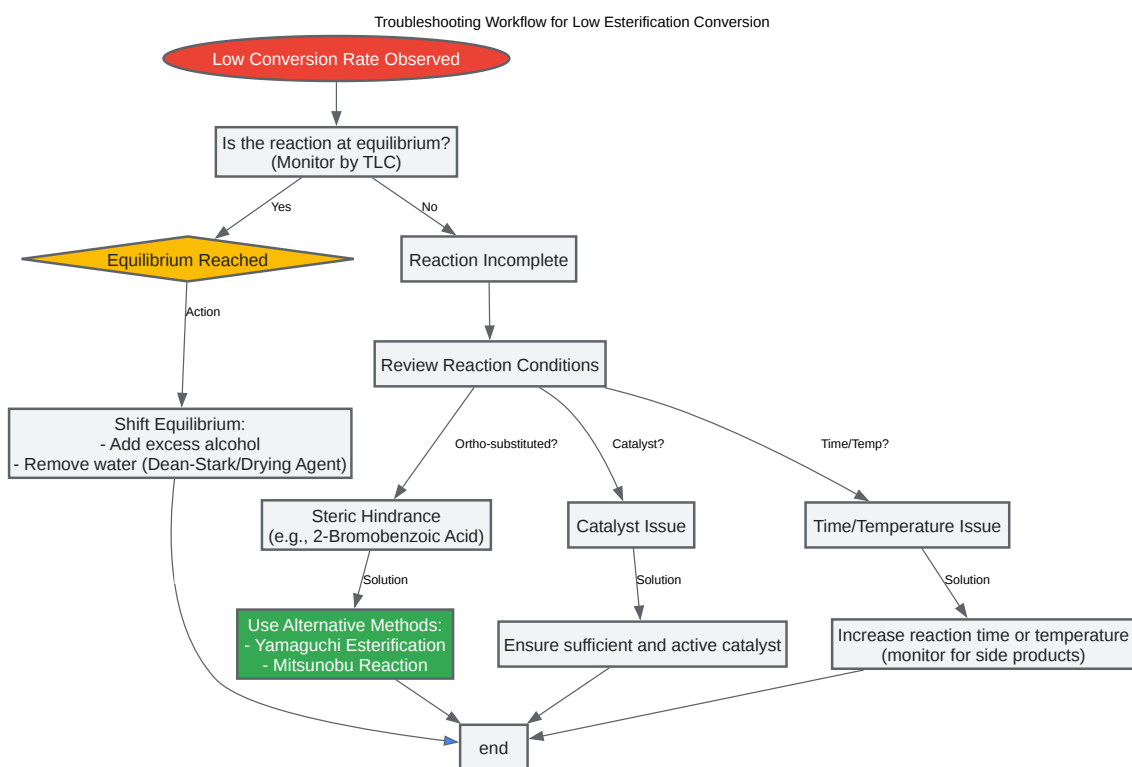 Troubleshooting Workflow for Low Esterification Conversion
Low Conversion Rate Observed
Is the reaction at equilibrium?
(Monitor by TLC)
Yes
No
Equilibrium Reached
Reaction Incomplete
Action
Review Reaction Conditions
Shift Equilibrium:
- Add excess alcohol
- Remove water (Dean-Stark/Drying Agent)
Ortho-substituted?
Catalyst?
Time/Temp?
Steric Hindrance
(e.g., 2-Bromobenzoic Acid)
Catalyst Issue
Time/Temperature Issue
Solution
Solution
Solution
Use Alternative Methods:
- Yamaguchi Esterification
- Mitsunobu Reaction
Ensure sufficient and active catalyst
Increase reaction time or temperature
(monitor for side products)
end